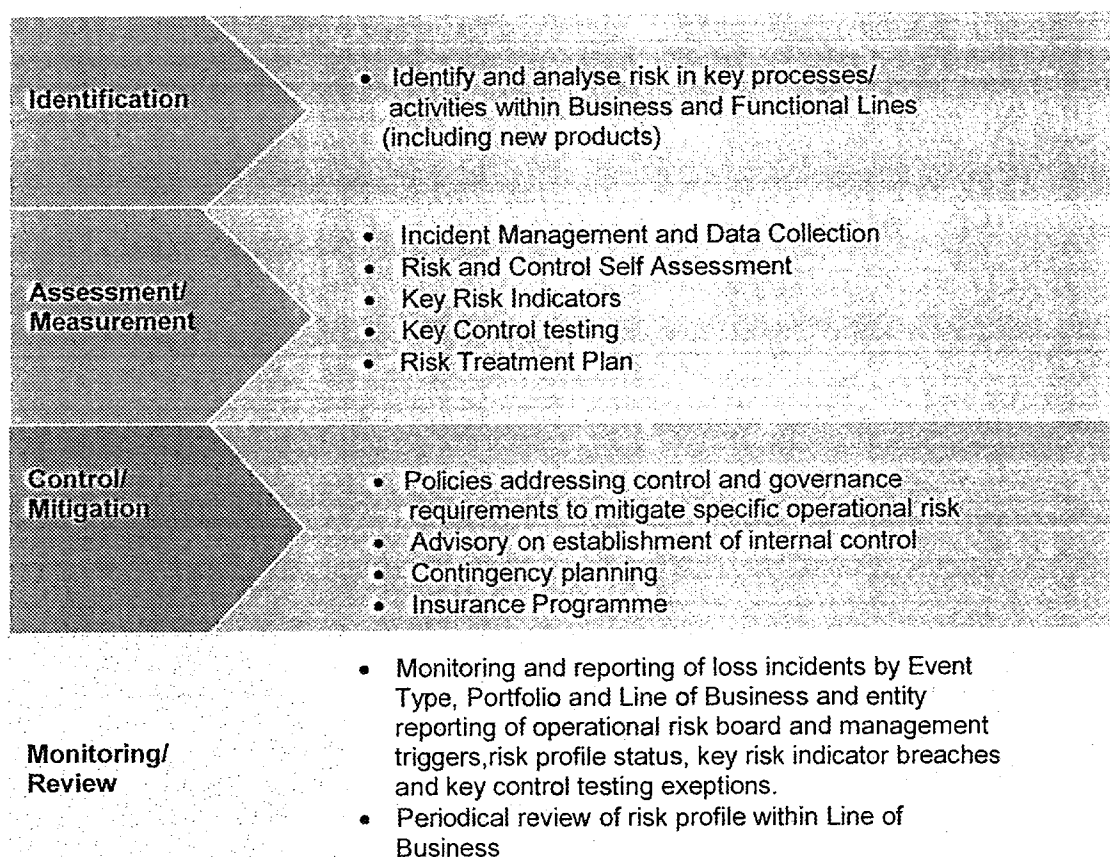 Identification
• Identify and analyse risk in key processes/
activities within Business and Functional Lines
(including new products)
Assessment/
Measurement
• Incident Management and Data Collection
• Risk and Control Self Assessment
• Key Risk Indicators
• Key Control testing
• Risk Treatment Plan
Control/
Mitigation
• Policies addressing control and governance
requirements to mitigate specific operational risk
• Advisory on establishment of internal control
• Contingency planning
• Insurance Programme
Monitoring/
Review
• Monitoring and reporting of loss incidents by Event
Type, Portfolio and Line of Business and entity
reporting of operational risk board and management
triggers,risk profile status, key risk indicator breaches
and key control testing exeptions.
• Periodical review of risk profile within Line of
Business